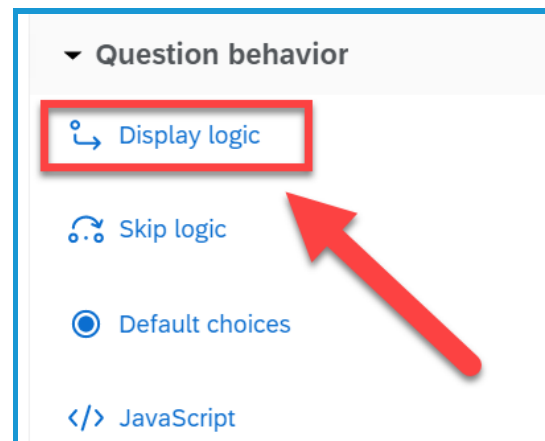 Question behavior
Display logic
Skip logic
Default choices
JavaScript